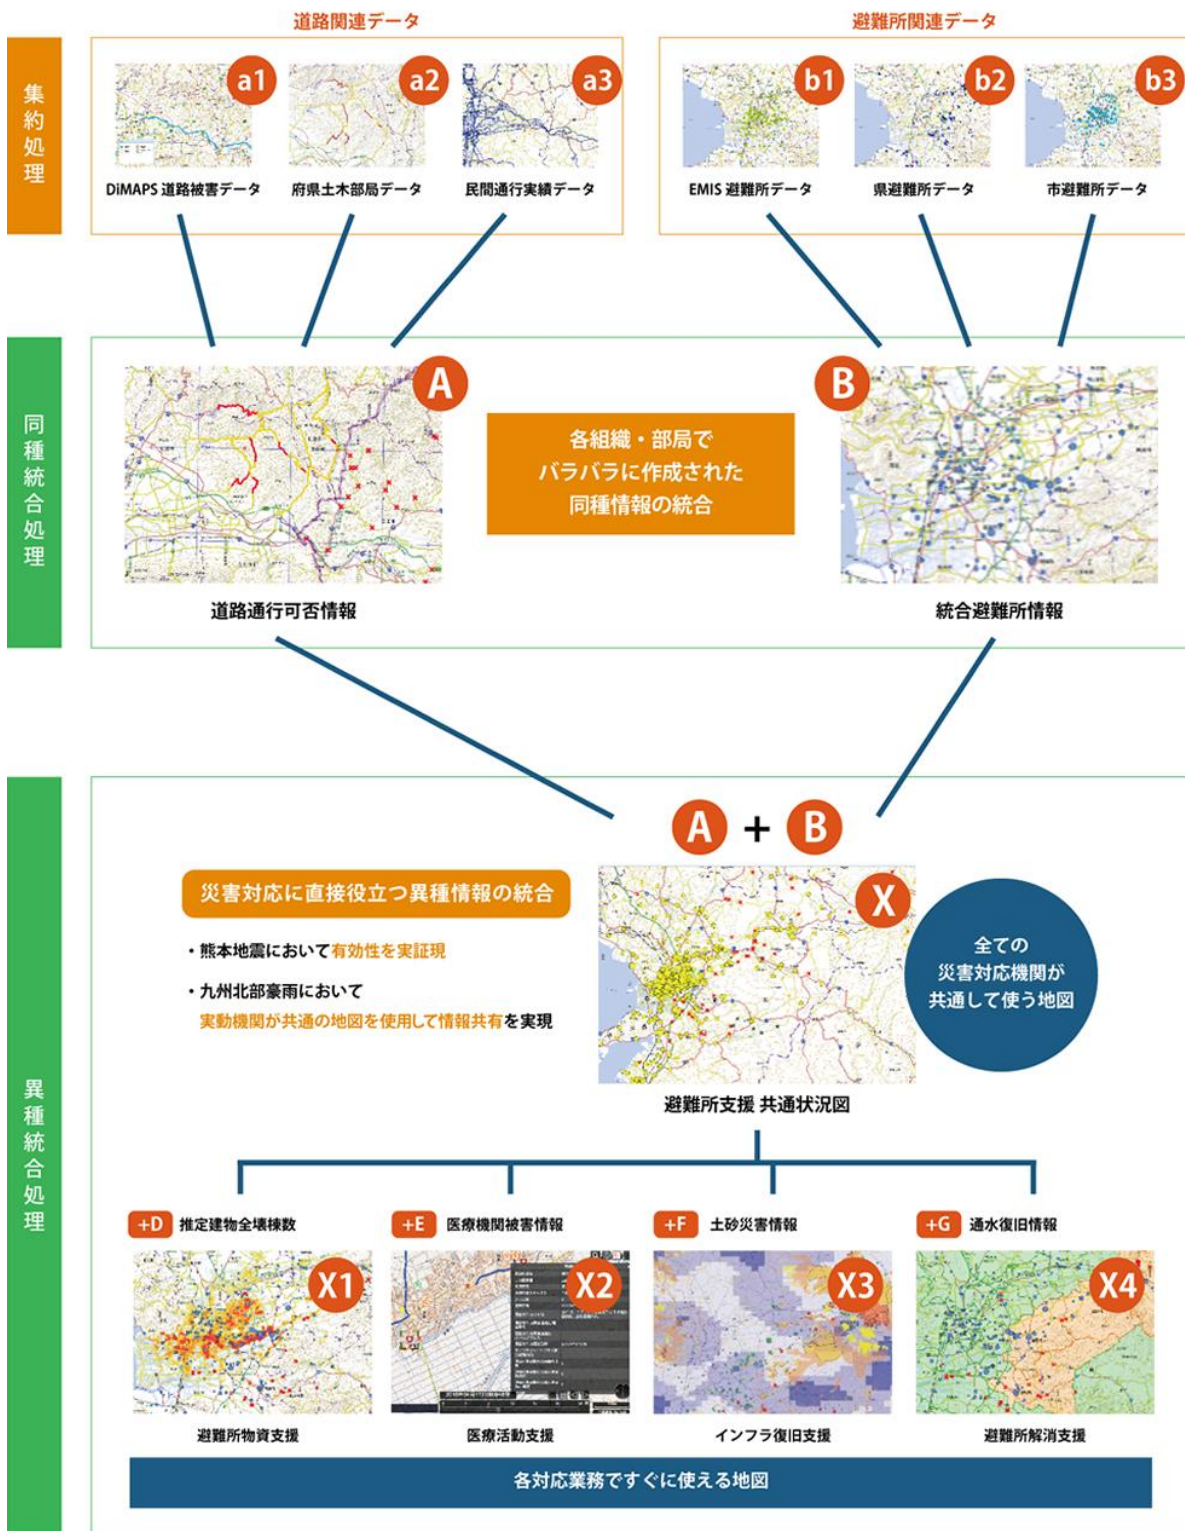 道路関連データ
避難所関連データ
集約処理
a1
a2
a3
b1
b2
b3
DiMAPS 道路被害データ
府県土木部局データ
民間通行実績データ
EMIS 避難所データ
県避難所データ
市避難所データ
同種統合処理
A
B
各組織・部局で
バラバラに作成された
同種情報の統合
道路通行可否情報
統合避難所情報
異種統合処理
A + B
災害対応に直接役立つ異種情報の統合
・熊本地震において有効性を実証現
・九州北部豪雨において
実動機関が共通の地図を使用して情報共有を実現
X
全ての
災害対応機関が
共通して使う地図
避難所支援 共通状況図
+D 推定建物全壊棟数
+E 医療機関被害情報
+F 土砂災害情報
+G 通水復旧情報
X1
X2
X3
X4
避難所物資支援
医療活動支援
インフラ復旧支援
避難所解消支援
各対応業務ですぐに使える地図